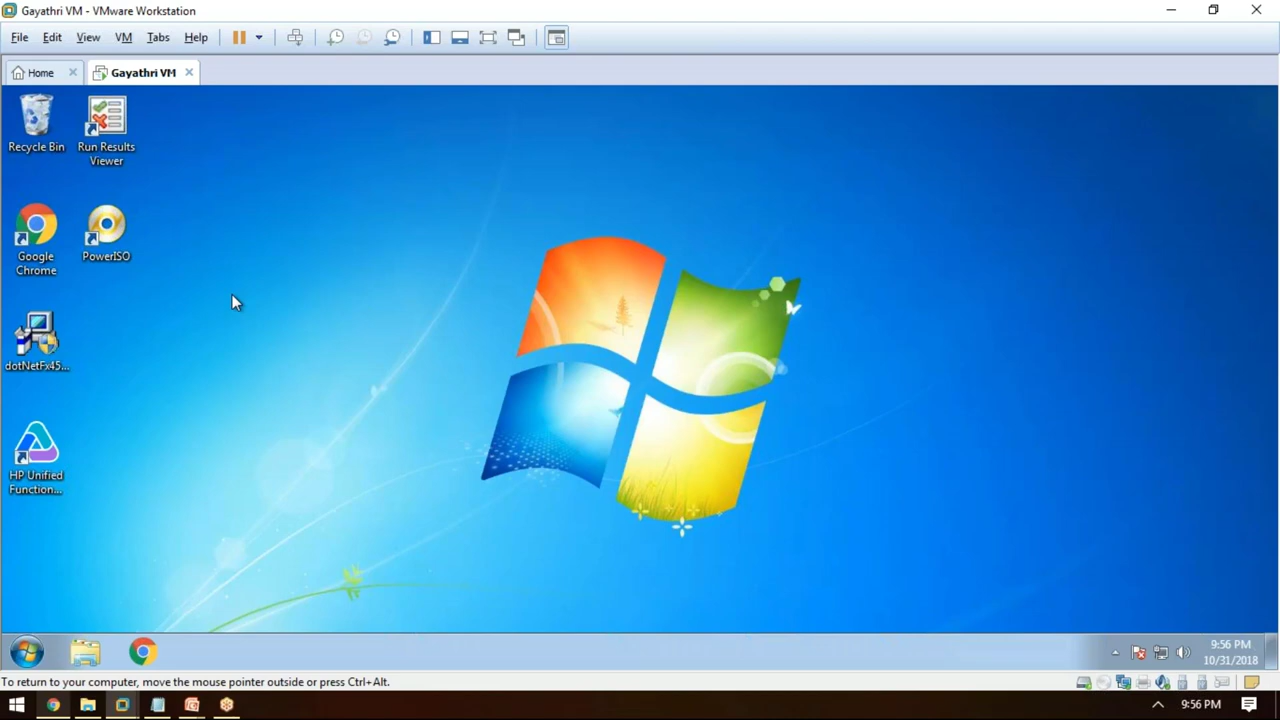 Gayathri VM - VMware Workstation
File Edit View VM Tabs Help
Home
Gayathri VM
Recycle Bin
Run Results
Viewer
Google
Chrome
PowerISO
dotNetFx45...
HP Unified
Function...
9:56 PM
10/31/2018
To return to your computer, move the mouse pointer outside or press Ctrl+Alt.
9:56 PM